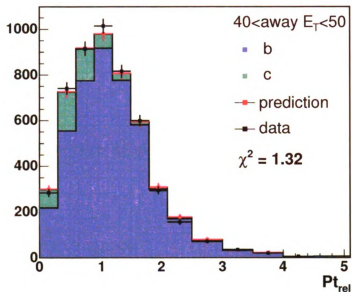 1000
800
600
400
200
0
0 1 2 3 4 5
Pt_rel
40<away E_T<50
b
c
prediction
data
χ² = 1.32